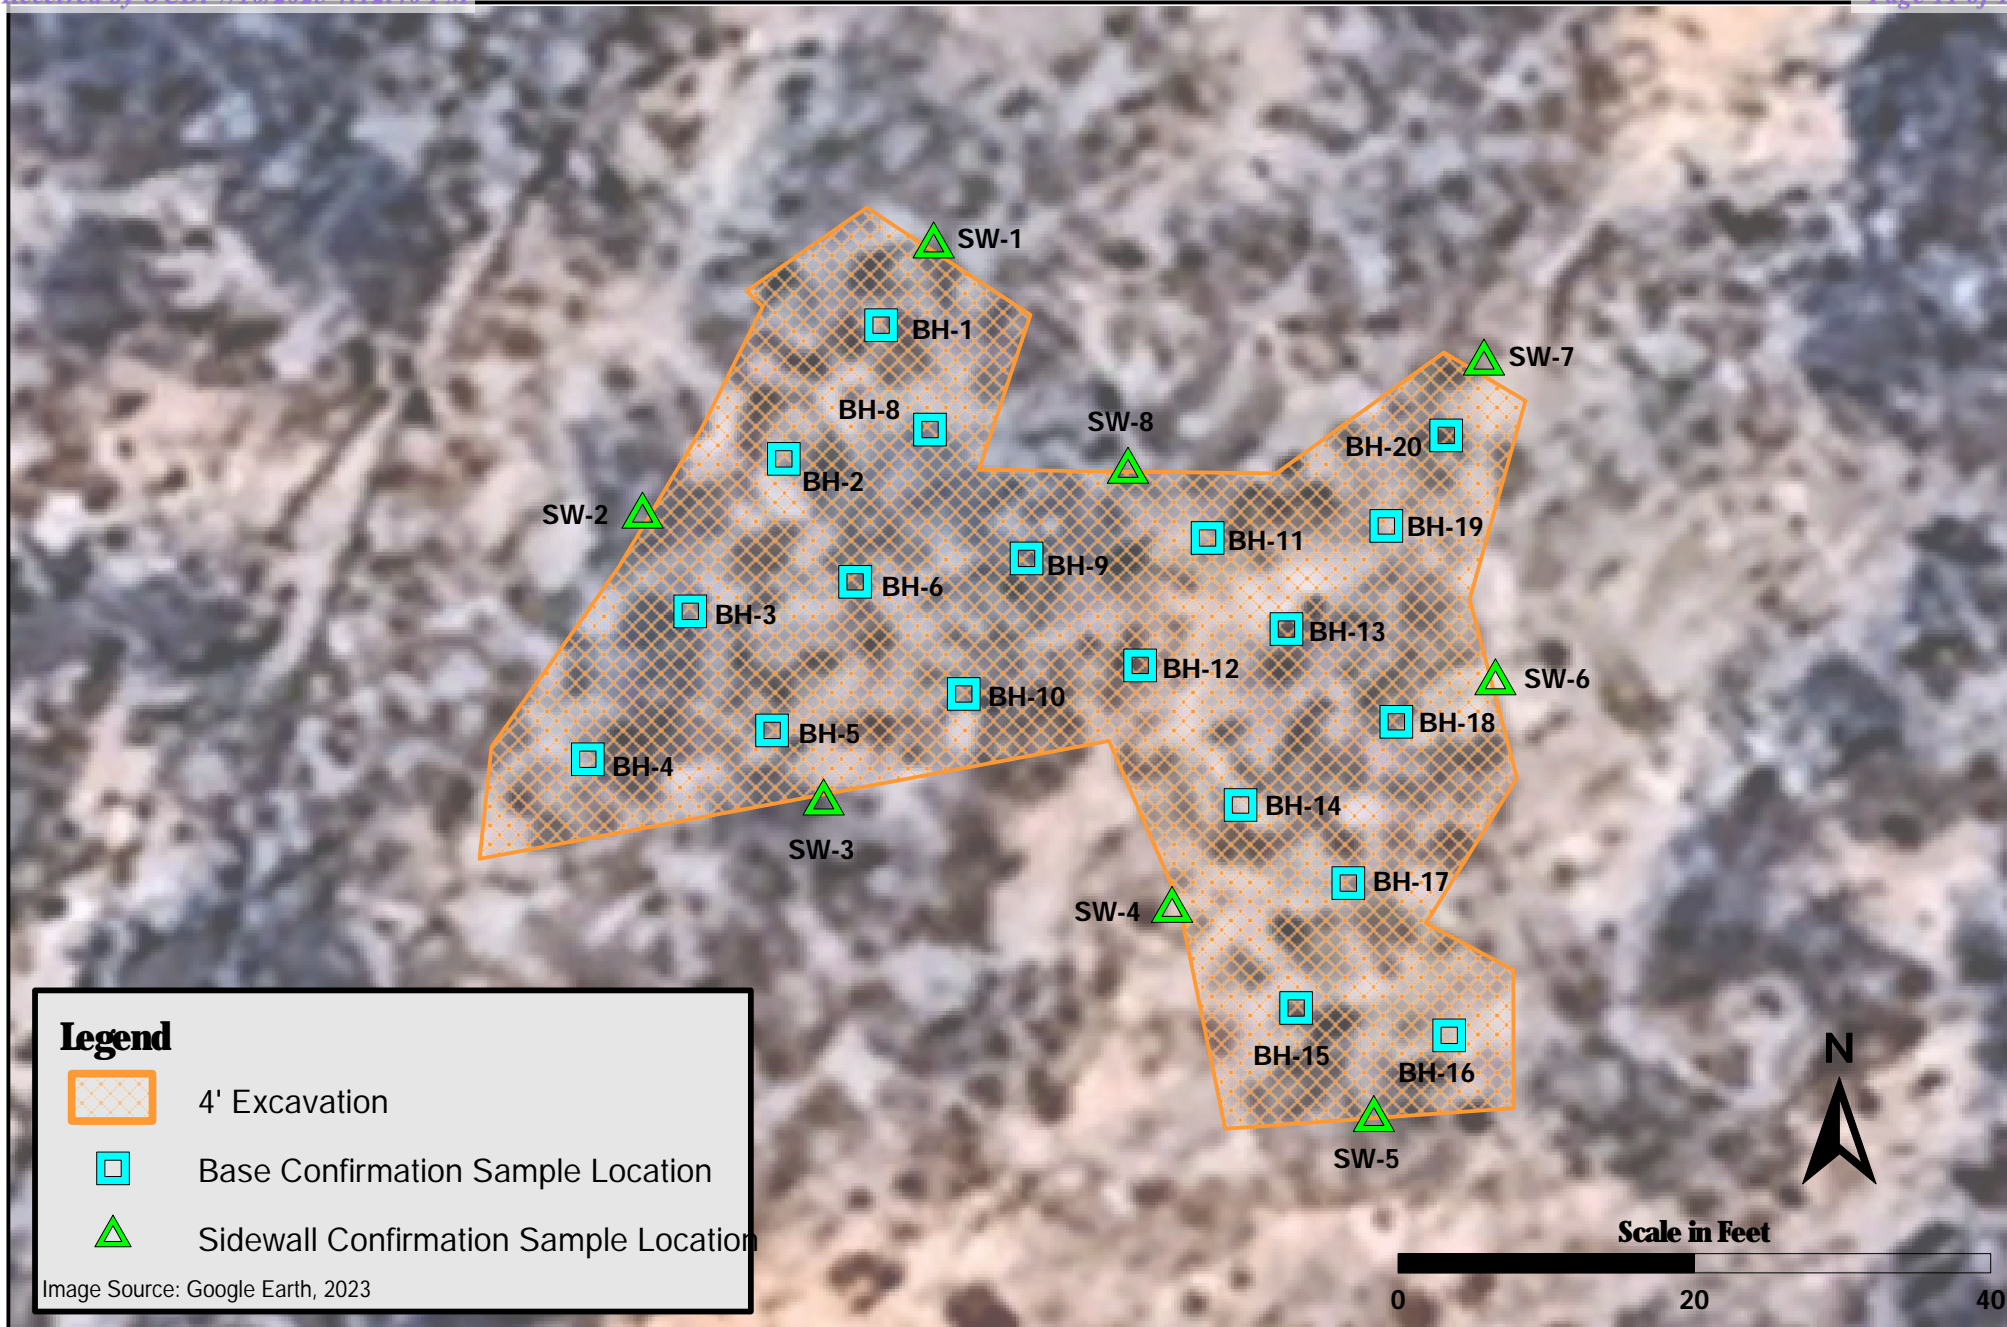 SW-1
BH-1
SW-7
BH-8
SW-8
BH-20
BH-2
SW-2
BH-19
BH-11
BH-9
BH-6
BH-3
BH-13
BH-12
SW-6
BH-10
BH-18
BH-5
BH-4
BH-14
SW-3
BH-17
SW-4
BH-15
BH-16
SW-5
Legend
4' Excavation
Base Confirmation Sample Location
Sidewall Confirmation Sample Location
Image Source: Google Earth, 2023
N
Scale in Feet
0 20 40